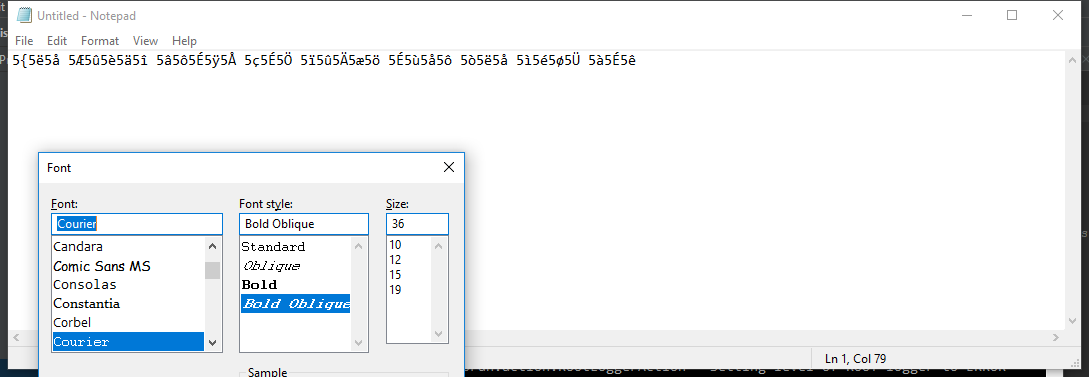 Untitled - Notepad
File Edit Format View Help
5{5ë5å 5Æ5û5è5ä5î 5â5ô5É5ÿ5Å 5ç5É5Ö 5ï5û5Ä5æ5ö 5É5ù5å5ô 5ò5ë5å 5ì5é5ø5Ü 5à5É5ê
Font
Font: Font style: Size:
Courier Bold Oblique 36
Candara Standard 10
Comic Sans MS Oblique 12
Consolas Bold 15
Constantia Bold Oblique 19
Corbel
Courier
Sample
Ln 1, Col 79